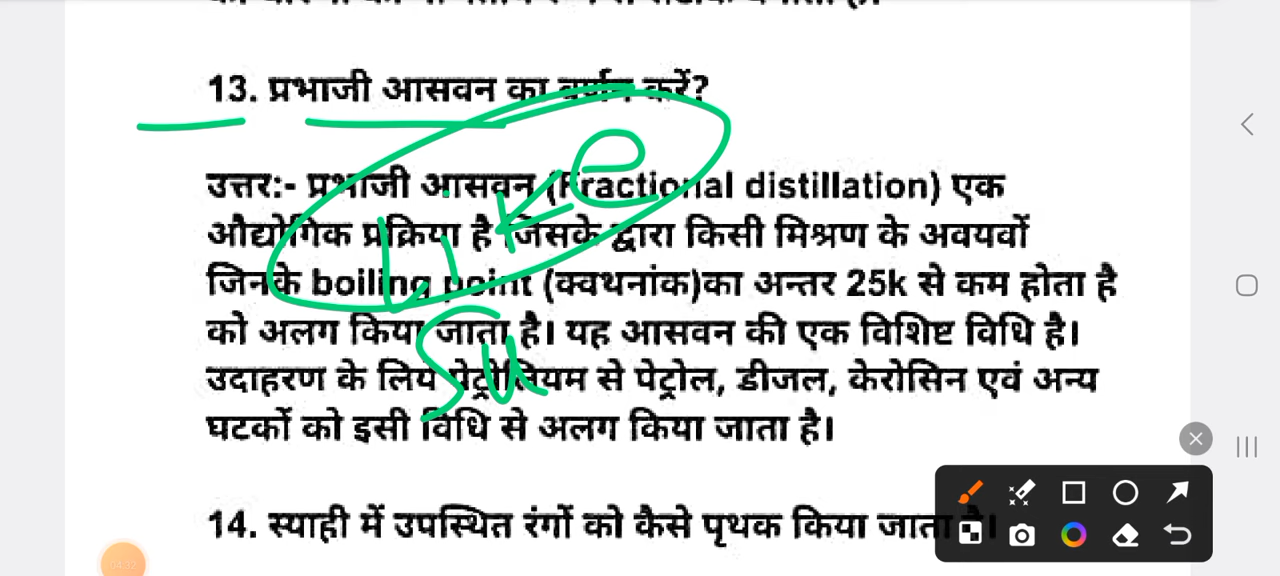 13. प्रभाजी आसवन का वर्णन करें?
उत्तर:- प्रभाजी आसवन (Fractional distillation) एक
औद्योगिक प्रक्रिया है जिसके द्वारा किसी मिश्रण के अवयवों
जिनके boiling point (क्वथनांक)का अन्तर 25k से कम होता है
को अलग किया जाता है। यह आसवन की एक विशिष्ट विधि है।
उदाहरण के लिये पेट्रोलियम से पेट्रोल, डीजल, केरोसिन एवं अन्य
घटकों को इसी विधि से अलग किया जाता है।
14. स्याही में उपस्थित रंगों को कैसे पृथक किया जाता है।
Like
Su
04:32